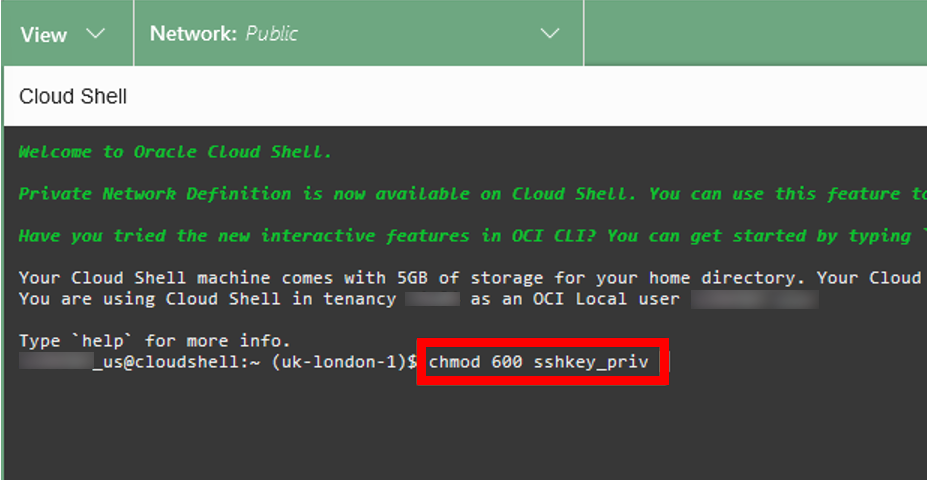 View
Network: Public
Cloud Shell
Welcome to Oracle Cloud Shell.
Private Network Definition is now available on Cloud Shell. You can use this feature to
Have you tried the new interactive features in OCI CLI? You can get started by typing `
Your Cloud Shell machine comes with 5GB of storage for your home directory. Your Cloud
You are using Cloud Shell in tenancy as an OCI Local user
Type `help` for more info.
_us@cloudshell:~ (uk-london-1)$ chmod 600 sshkey_priv